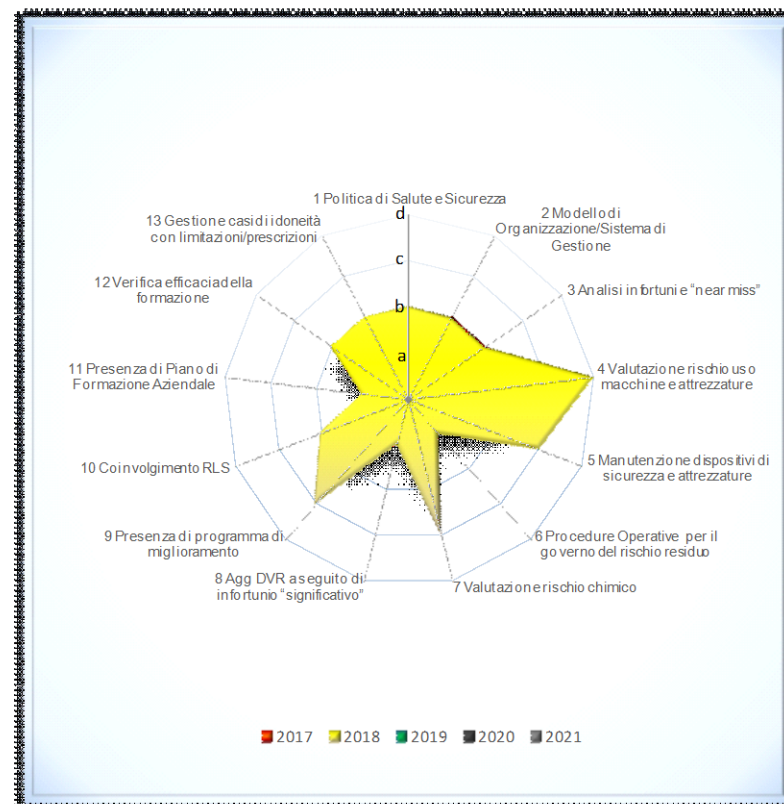 1 Politica di Salute e Sicurezza
2 Modello di
Organizzazione/Sistema di
Gestione
3 Analisi infortuni e “near miss”
4 Valutazione rischio uso
macchine e attrezzature
5 Manutenzione dispositivi di
sicurezza e attrezzature
6 Procedure Operative per il
governo del rischio residuo
7 Valutazione rischio chimico
8 Agg DVR a seguito di
infortunio “significativo”
9 Presenza di programma di
miglioramento
10 Coinvolgimento RLS
11 Presenza di Piano di
Formazione Aziendale
12 Verifica efficacia della
formazione
13 Gestione casi di idoneità
con limitazioni/prescrizioni
d
c
b
a
2017 2018 2019 2020 2021